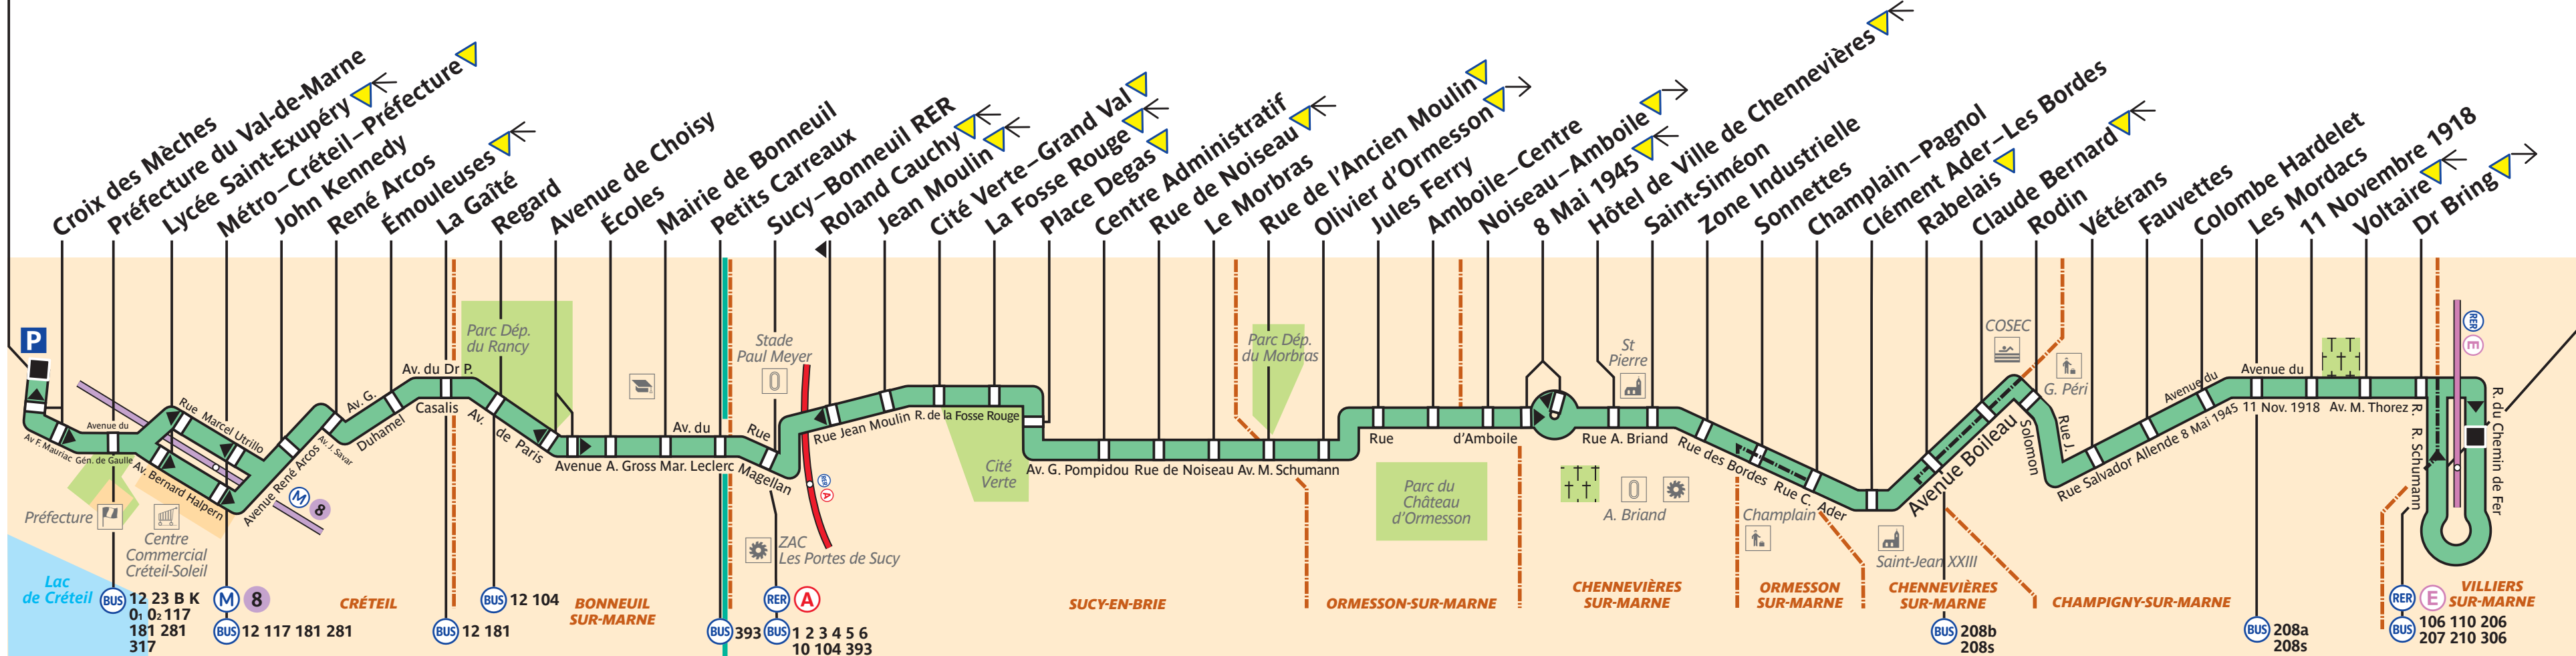 Croix des Mèches
Préfecture du Val-de-Marne
Lycée Saint-Exupéry
Métro–Créteil–Préfecture
John Kennedy
René Arcos
Émouleuses
La Gaîté
Regard
Avenue de Choisy
Écoles
Mairie de Bonneuil
Petits Carreaux
Sucy–Bonneuil RER
Roland Cauchy
Jean Moulin
Cité Verte–Grand Val
La Fosse Rouge
Place Degas
Centre Administratif
Rue de Noiseau
Le Morbras
Rue de l'Ancien Moulin
Olivier d'Ormesson
Jules Ferry
Amboile–Centre
Noiseau–Amboile
8 Mai 1945
Hôtel de Ville de Chennevières
Saint-Siméon
Zone Industrielle
Sonnettes
Champlain–Pagnol
Clément Ader–Les Bordes
Rabelais
Claude Bernard
Rodin
Vétérans
Fauvettes
Colombe Hardelet
Les Mordacs
11 Novembre 1918
Voltaire
Dr Bring
P
Av F. Mauriac
Avenue du
Gén. de Gaulle
Rue Marcel Utrillo
Av. Bernard Halpern
Avenue René Arcos
Av. J. Savar
Av. G.
Duhamel
Av. du Dr P.
Casalis
Av. de Paris
Parc Dép.
du Rancy
Avenue A. Gross
Av. du
Mar. Leclerc
Rue
Magellan
Stade
Paul Meyer
RER A
Rue Jean Moulin
R. de la Fosse Rouge
Cité
Verte
Av. G. Pompidou
Rue de Noiseau
Av. M. Schumann
Parc Dép.
du Morbras
Rue
d'Amboile
Parc du
Château
d'Ormesson
Rue A. Briand
St
Pierre
A. Briand
Rue des Bordes
Champlain
Rue C. Ader
Saint-Jean XXIII
Avenue Boileau
COSEC
Solomon
Rue J.
G. Péri
Rue Salvador Allende
Avenue du
8 Mai 1945
Avenue du
11 Nov. 1918
Av. M. Thorez
R.
R. Schumann
RER E
R. du Chemin de Fer
M 8
Préfecture
Centre
Commercial
Créteil-Soleil
ZAC
Les Portes de Sucy
Lac
de Créteil
BUS 12 23 B K
01 02 117
181 281
317
M 8
BUS 12 117 181 281
CRÉTEIL
BUS 12 181
BUS 12 104
BONNEUIL
SUR-MARNE
BUS 393
RER A
BUS 1 2 3 4 5 6
10 104 393
SUCY-EN-BRIE
ORMESSON-SUR-MARNE
CHENNEVIÈRES
SUR-MARNE
ORMESSON
SUR-MARNE
CHENNEVIÈRES
SUR-MARNE
BUS 208b
208s
CHAMPIGNY-SUR-MARNE
BUS 208a
208s
RER E
BUS 106 110 206
207 210 306
VILLIERS
SUR-MARNE